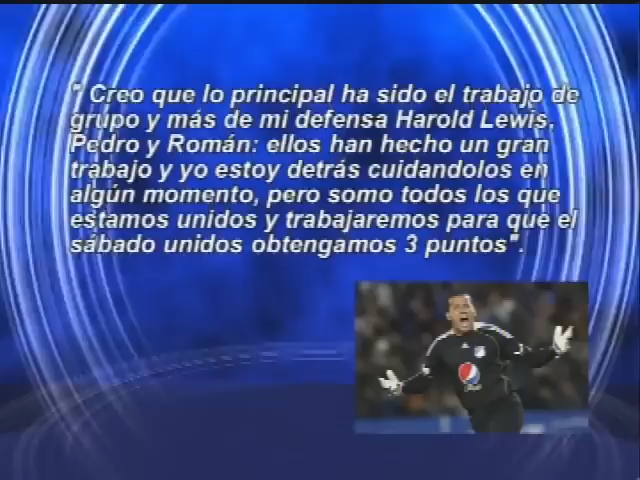 " Creo que lo principal ha sido el trabajo de
grupo y más de mi defensa Harold Lewis,
Pedro y Román: ellos han hecho un gran
trabajo y yo estoy detrás cuidandolos en
algún momento, pero somo todos los que
estamos unidos y trabajaremos para que el
sábado unidos obtengamos 3 puntos".